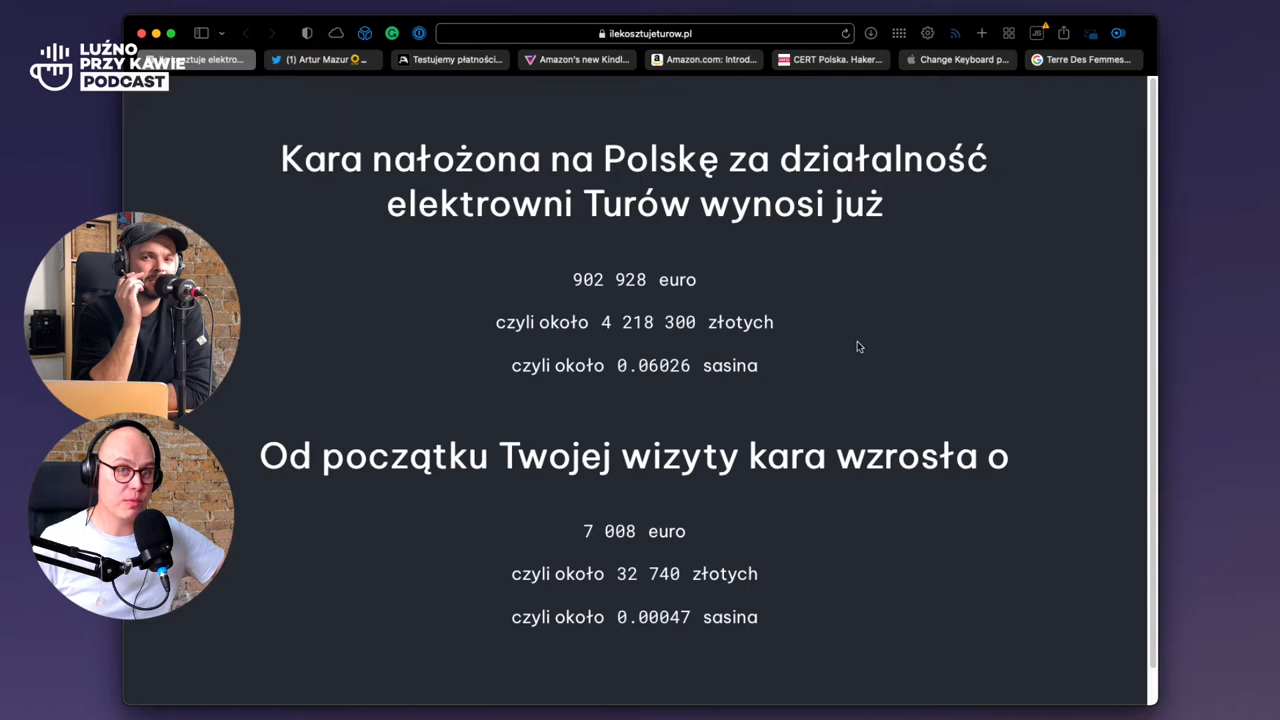 LUŹNO
PRZY KAWIE
PODCAST
ilekosztujeturow.pl
JS
kosztuje elektro...
(1) Artur Mazur
Testujemy płatności...
Amazon's new Kindl...
Amazon.com: Introd...
CERT Polska. Haker...
Change Keyboard p...
Terre Des Femmes...
Kara nałożona na Polskę za działalność
elektrowni Turów wynosi już
902 928 euro
czyli około 4 218 300 złotych
czyli około 0.06026 sasina
Od początku Twojej wizyty kara wzrosła o
7 008 euro
czyli około 32 740 złotych
czyli około 0.00047 sasina